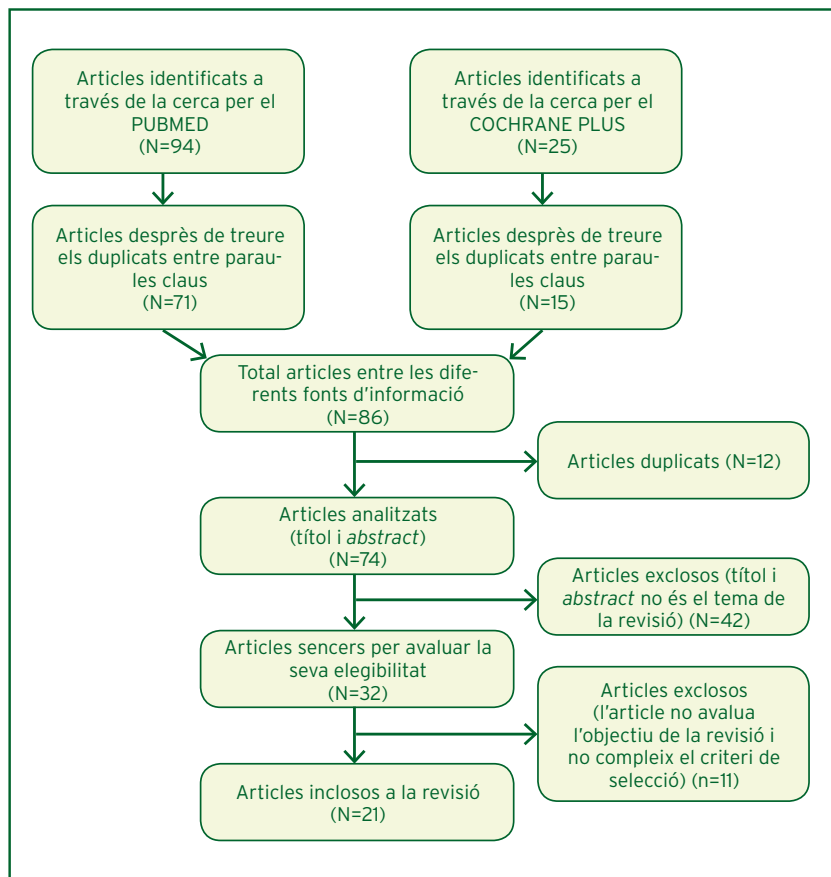 Articles identificats a
través de la cerca per el
PUBMED
(N=94)
Articles identificats a
través de la cerca per el
COCHRANE PLUS
(N=25)
Articles desprès de treure
els duplicats entre parau-
les claus
(N=71)
Articles desprès de treure
els duplicats entre parau-
les claus
(N=15)
Total articles entre les dife-
rents fonts d’informació
(N=86)
Articles duplicats (N=12)
Articles analitzats
(títol i abstract)
(N=74)
Articles exclosos (títol i
abstract no és el tema de
la revisió) (N=42)
Articles sencers per avaluar la
seva elegibilitat
(N=32)
Articles exclosos
(l’article no avalua
l’objectiu de la revisió i
no compleix el criteri de
selecció) (n=11)
Articles inclosos a la revisió
(N=21)